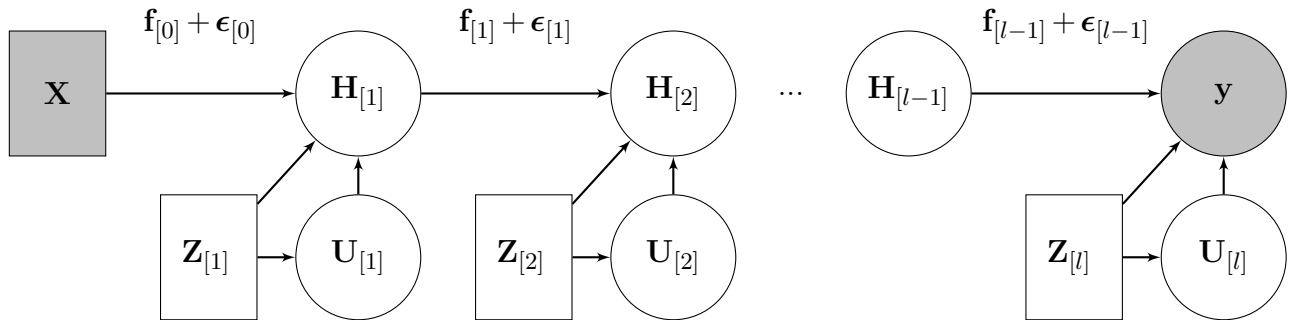 f[0] + ϵ[0] f[1] + ϵ[1] f[l−1] + ϵ[l−1]
X H[1] H[2] ... H[l−1] y
Z[1] U[1] Z[2] U[2] Z[l] U[l]